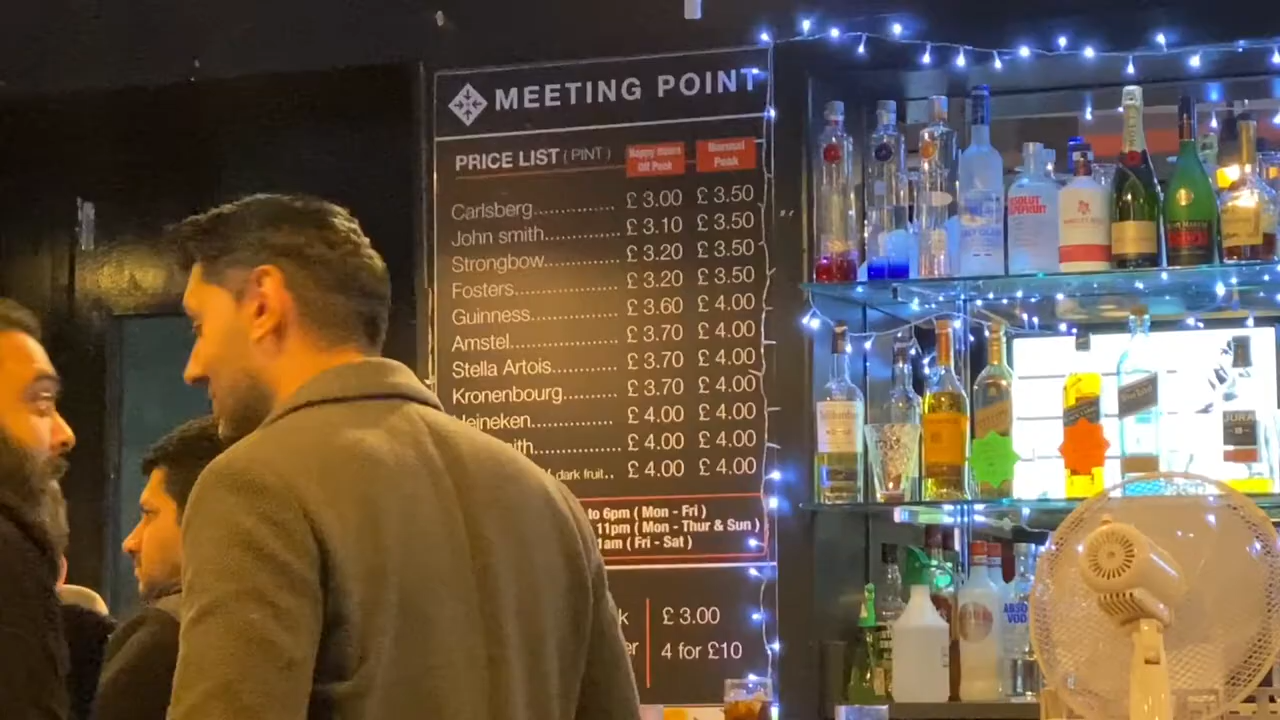 MEETING POINT
PRICE LIST ( PINT ) Happy Hours Off Peak Normal Peak
Carlsberg............... £ 3.00 £ 3.50
John smith............. £ 3.10 £ 3.50
Strongbow............. £ 3.20 £ 3.50
Fosters.................. £ 3.20 £ 3.50
Guinness............... £ 3.60 £ 4.00
Amstel................... £ 3.70 £ 4.00
Stella Artois........... £ 3.70 £ 4.00
Kronenbourg......... £ 3.70 £ 4.00
Heineken.............. £ 4.00 £ 4.00
ith.............. £ 4.00 £ 4.00
dark fruit.. £ 4.00 £ 4.00
to 6pm ( Mon - Fri )
11pm ( Mon - Thur & Sun )
1am ( Fri - Sat )
k £ 3.00
er 4 for £10
ABSOLUT
JURA